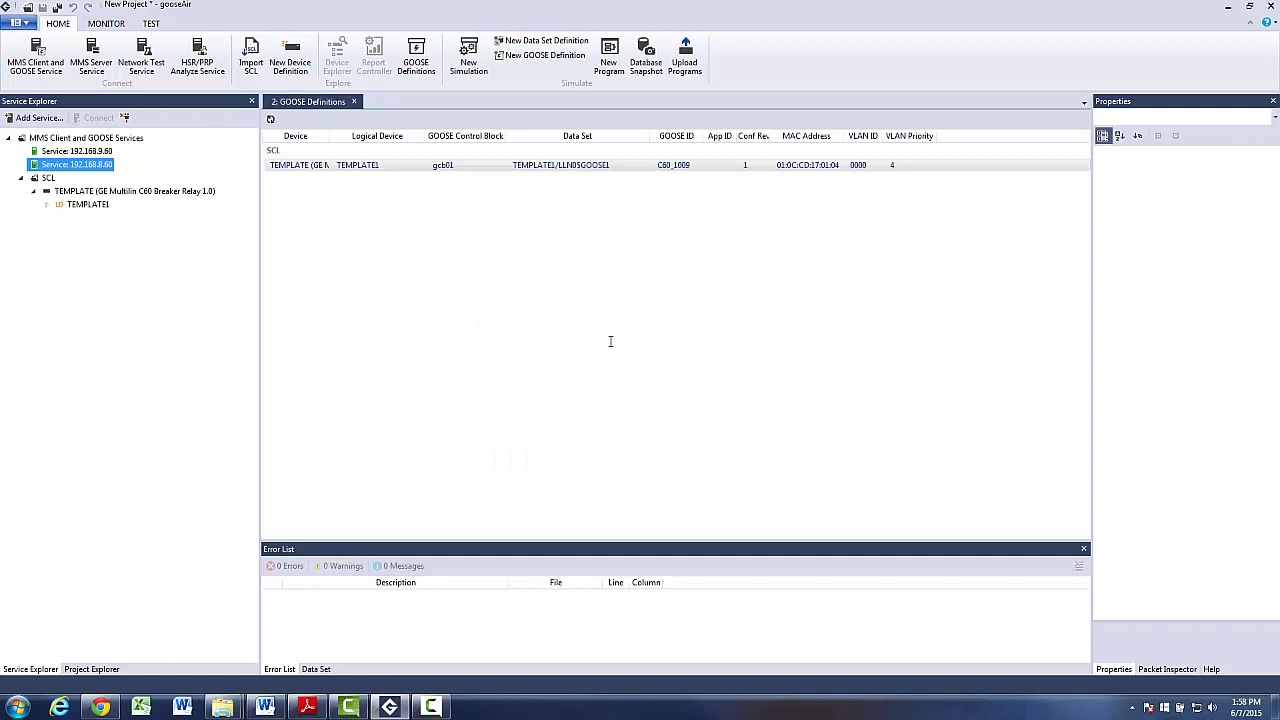 New Project * - gooseAir
HOME MONITOR TEST
MMS Client and GOOSE Service
MMS Server Service
Network Test Service
HSR/PRP Analyze Service
Connect
Import SCL
New Device Definition
Device Explorer
Report Controller
GOOSE Definitions
Explore
New Simulation
New Data Set Definition
New GOOSE Definition
New Program
Database Snapshot
Upload Programs
Simulate
Service Explorer
Add Service... Connect
MMS Client and GOOSE Services
Service: 192.168.9.60
Service: 192.168.8.60
SCL
TEMPLATE (GE Multilin C60 Breaker Relay 1.0)
LD TEMPLATE1
Service Explorer Project Explorer
2: GOOSE Definitions
Device Logical Device GOOSE Control Block Data Set GOOSE ID App ID Conf Rev MAC Address VLAN ID VLAN Priority
SCL
TEMPLATE (GE M TEMPLATE1 gcb01 TEMPLATE1/LLN0$GOOSE1 C60_1009 1 01:0C:CD:17:01:04 0000 4
Error List
0 Errors 0 Warnings 0 Messages
Description File Line Column
Error List Data Set
Properties
Properties Packet Inspector Help
1:58 PM
6/7/2015